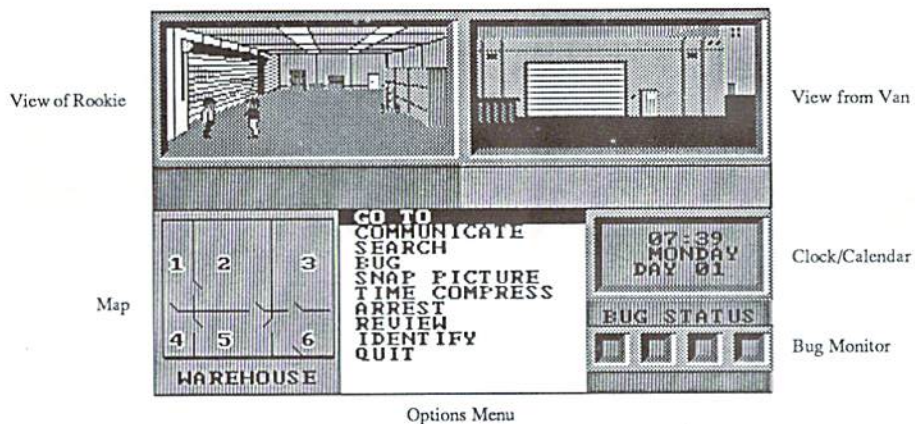 View of Rookie
View from Van
GO TO
COMMUNICATE
SEARCH
BUG
SNAP PICTURE
TIME COMPRESS
ARREST
REVIEW
IDENTIFY
QUIT
1 2 3
4 5 6
WAREHOUSE
Map
07:39
MONDAY
DAY 01
Clock/Calendar
BUG STATUS
Bug Monitor
Options Menu